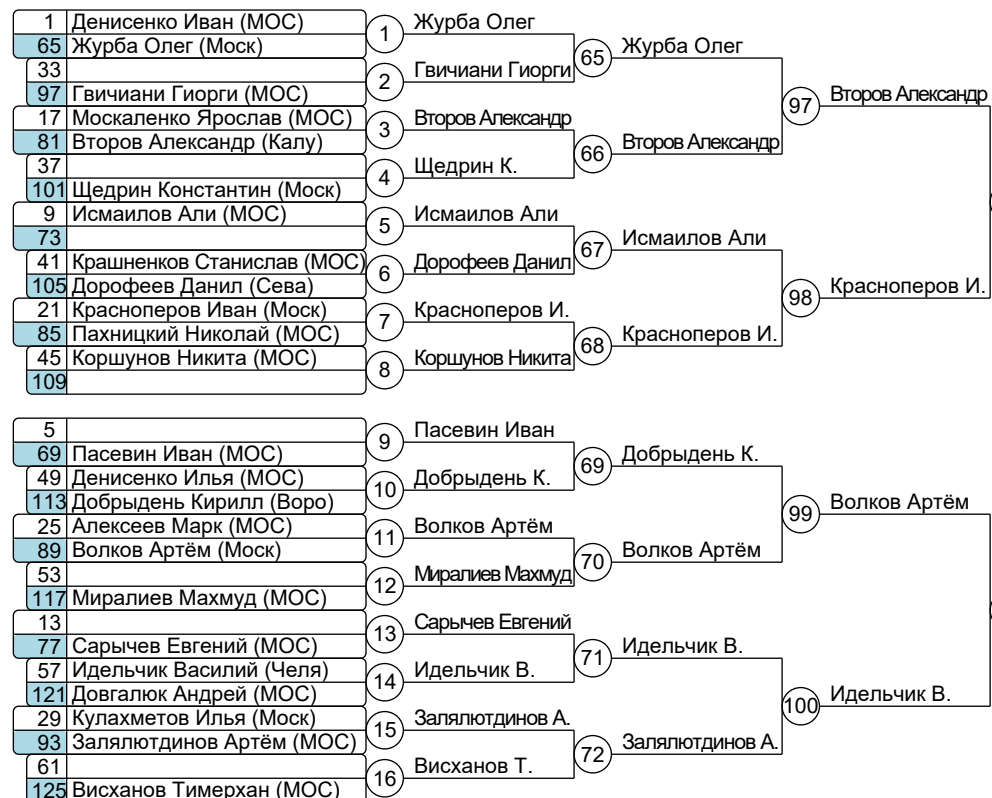 1 Денисенко Иван (МОС)
65 Журба Олег (Моск)
33
97 Гвичиани Гиорги (МОС)
17 Москаленко Ярослав (МОС)
81 Второв Александр (Калу)
37
101 Щедрин Константин (Моск)
9 Исмаилов Али (МОС)
73
41 Крашненков Станислав (МОС)
105 Дорофеев Данил (Сева)
21 Красноперов Иван (Моск)
85 Пахницкий Николай (МОС)
45 Коршунов Никита (МОС)
109
1 Журба Олег
2 Гвичиани Гиорги
3 Второв Александр
4 Щедрин К.
5 Исмаилов Али
6 Дорофеев Данил
7 Красноперов И.
8 Коршунов Никита
65 Журба Олег
66 Второв Александр
67 Исмаилов Али
68 Красноперов И.
97 Второв Александр
98 Красноперов И.
5
69 Пасевин Иван (МОС)
49 Денисенко Илья (МОС)
113 Добрыдень Кирилл (Воро)
25 Алексеев Марк (МОС)
89 Волков Артём (Моск)
53
117 Миралиев Махмуд (МОС)
13
77 Сарычев Евгений (МОС)
57 Идельчик Василий (Челя)
121 Довгалюк Андрей (МОС)
29 Кулахметов Илья (Моск)
93 Залялютдинов Артём (МОС)
61
125 Висханов Тимерхан (МОС)
9 Пасевин Иван
10 Добрыдень К.
11 Волков Артём
12 Миралиев Махмуд
13 Сарычев Евгений
14 Идельчик В.
15 Залялютдинов А.
16 Висханов Т.
69 Добрыдень К.
70 Волков Артём
71 Идельчик В.
72 Залялютдинов А.
99 Волков Артём
100 Идельчик В.